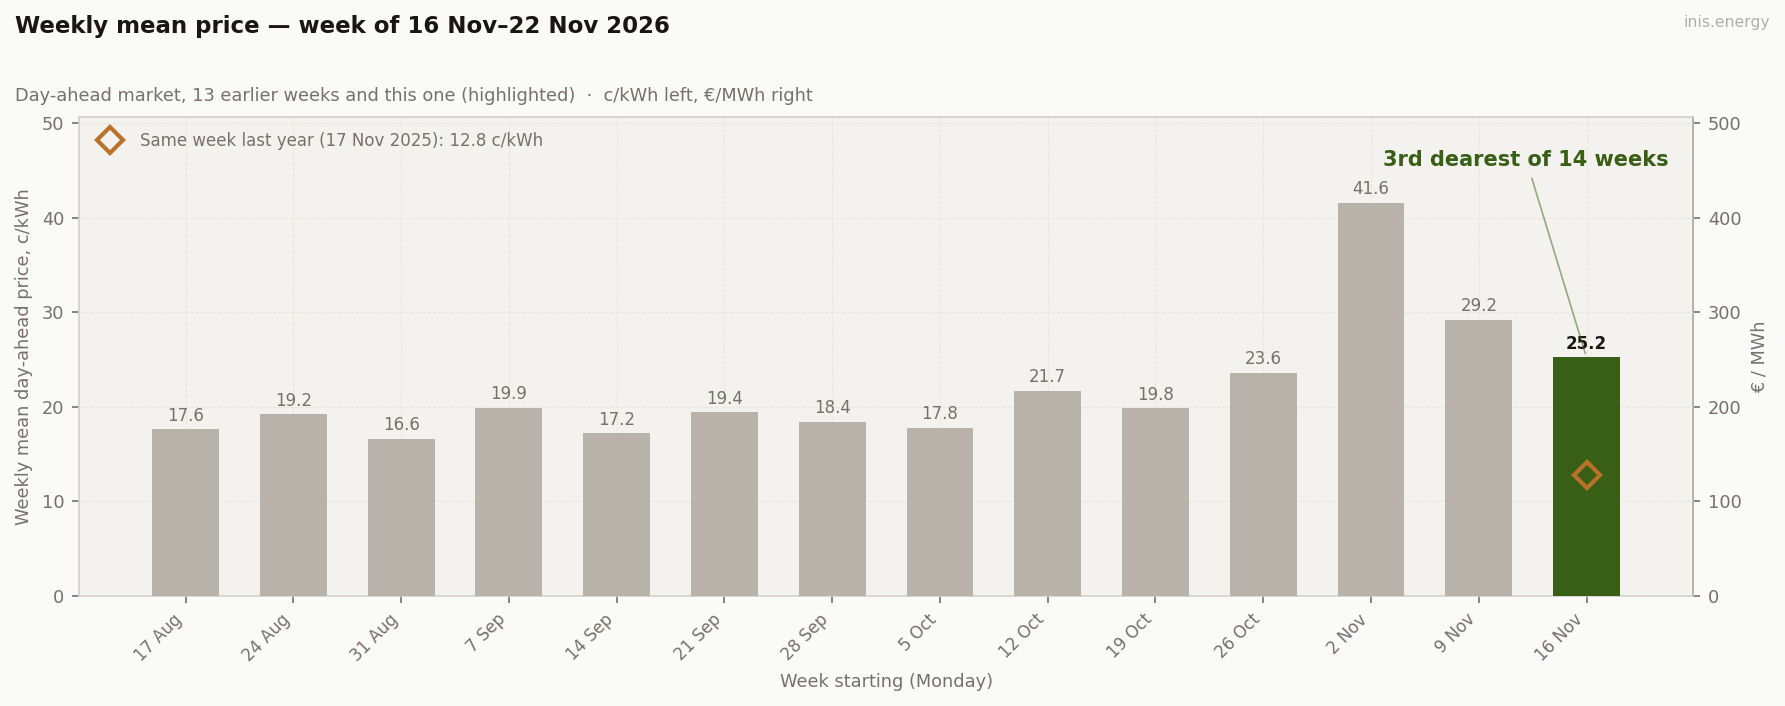 Weekly mean price — week of 16 Nov–22 Nov 2026
inis.energy
Day-ahead market, 13 earlier weeks and this one (highlighted)  ·  c/kWh left, €/MWh right
Same week last year (17 Nov 2025): 12.8 c/kWh
3rd dearest of 14 weeks
Weekly mean day-ahead price, c/kWh
50
40
30
20
10
0
500
400
300
200
100
0
€ / MWh
17.6
19.2
16.6
19.9
17.2
19.4
18.4
17.8
21.7
19.8
23.6
41.6
29.2
25.2
17 Aug
24 Aug
31 Aug
7 Sep
14 Sep
21 Sep
28 Sep
5 Oct
12 Oct
19 Oct
26 Oct
2 Nov
9 Nov
16 Nov
Week starting (Monday)